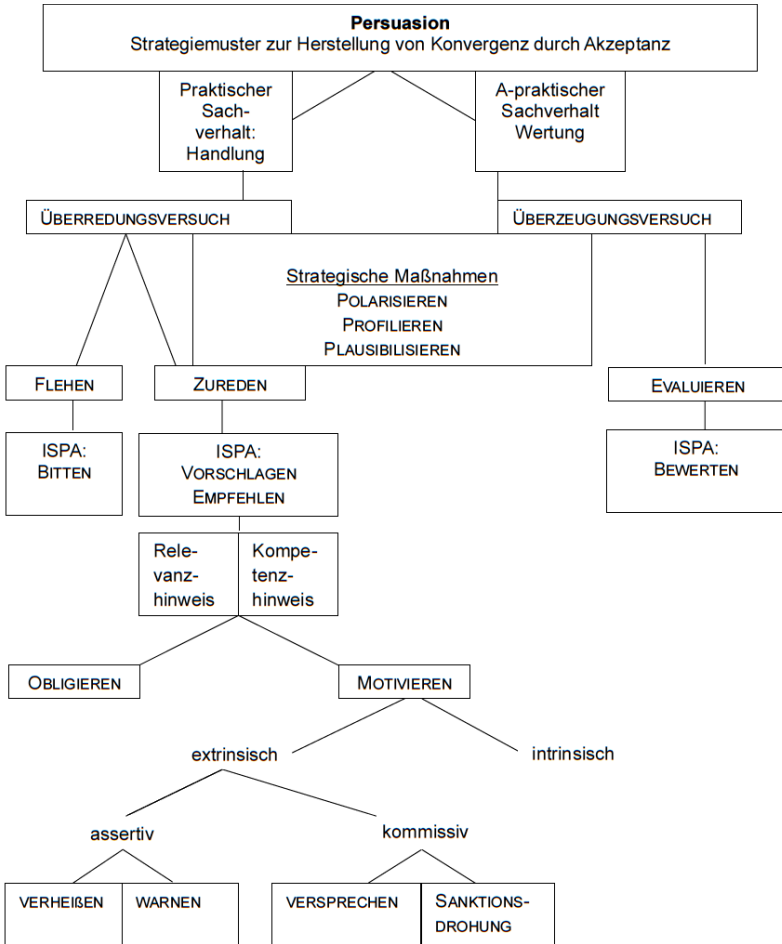 Persuasion
Strategiemuster zur Herstellung von Konvergenz durch Akzeptanz
Praktischer
Sach-
verhalt:
Handlung
A-praktischer
Sachverhalt
Wertung
ÜBERREDUNGSVERSUCH
ÜBERZEUGUNGSVERSUCH
Strategische Maßnahmen
POLARISIEREN
PROFILIEREN
PLAUSIBILISIEREN
FLEHEN
ZUREDEN
EVALUIEREN
ISPA:
BITTEN
ISPA:
VORSCHLAGEN
EMPFEHLEN
ISPA:
BEWERTEN
Rele-
vanz-
hinweis
Kompe-
tenz-
hinweis
OBLIGIEREN
MOTIVIEREN
extrinsisch
intrinsisch
assertiv
kommissiv
VERHEIßEN
WARNEN
VERSPRECHEN
SANKTIONS-
DROHUNG